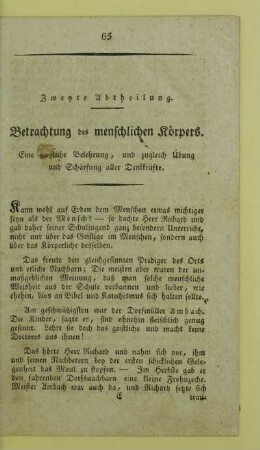 65
Zweyte Abtheilung.
Betrachtung des menschlichen Körpers.
Eine Belehrung, und zugleich Übung
und Schärfung aller Denkkräfte.
Kann wohl auf Erden dem Menschen etwas wichtiger
seyn als der Mensch? — so dachte Herr Richard und
gab daher seiner Schuljugend ganz besondern Unterricht,
nicht nur über das Geistige im Menschen, sondern auch
über das Körperliche desselben.
Das freute den gleichgesinnten Prediger des Orts
und etliche Nachbarn; Die meisten aber waren der un-
maßgeblichen Meinung, daß man solche menschliche
Weisheit aus der Schule verbannen und lieber, wie
ehedem, blos an Bibel und Katechismus sich halten sollte.
Am geschwätzigsten war der Dorfmüller Ambach.
Die Kinder, sagte er, sind ohnehin fleischlich genug
gesinnt. Lehre sie doch das geistliche und macht keine
Doctores aus ihnen!
Das hörte Herr Richard und nahm sich vor, ihm
und seinen Nachbetern bey der ersten schicklichen Gele-
genheit das Maul zu stopfen. — Im Herbste gab er
den fahrenden Dorfsnachbarn eine kleine Frohnzeche.
Meister Ambach war auch da, und Richard setzte sich
E
trau-